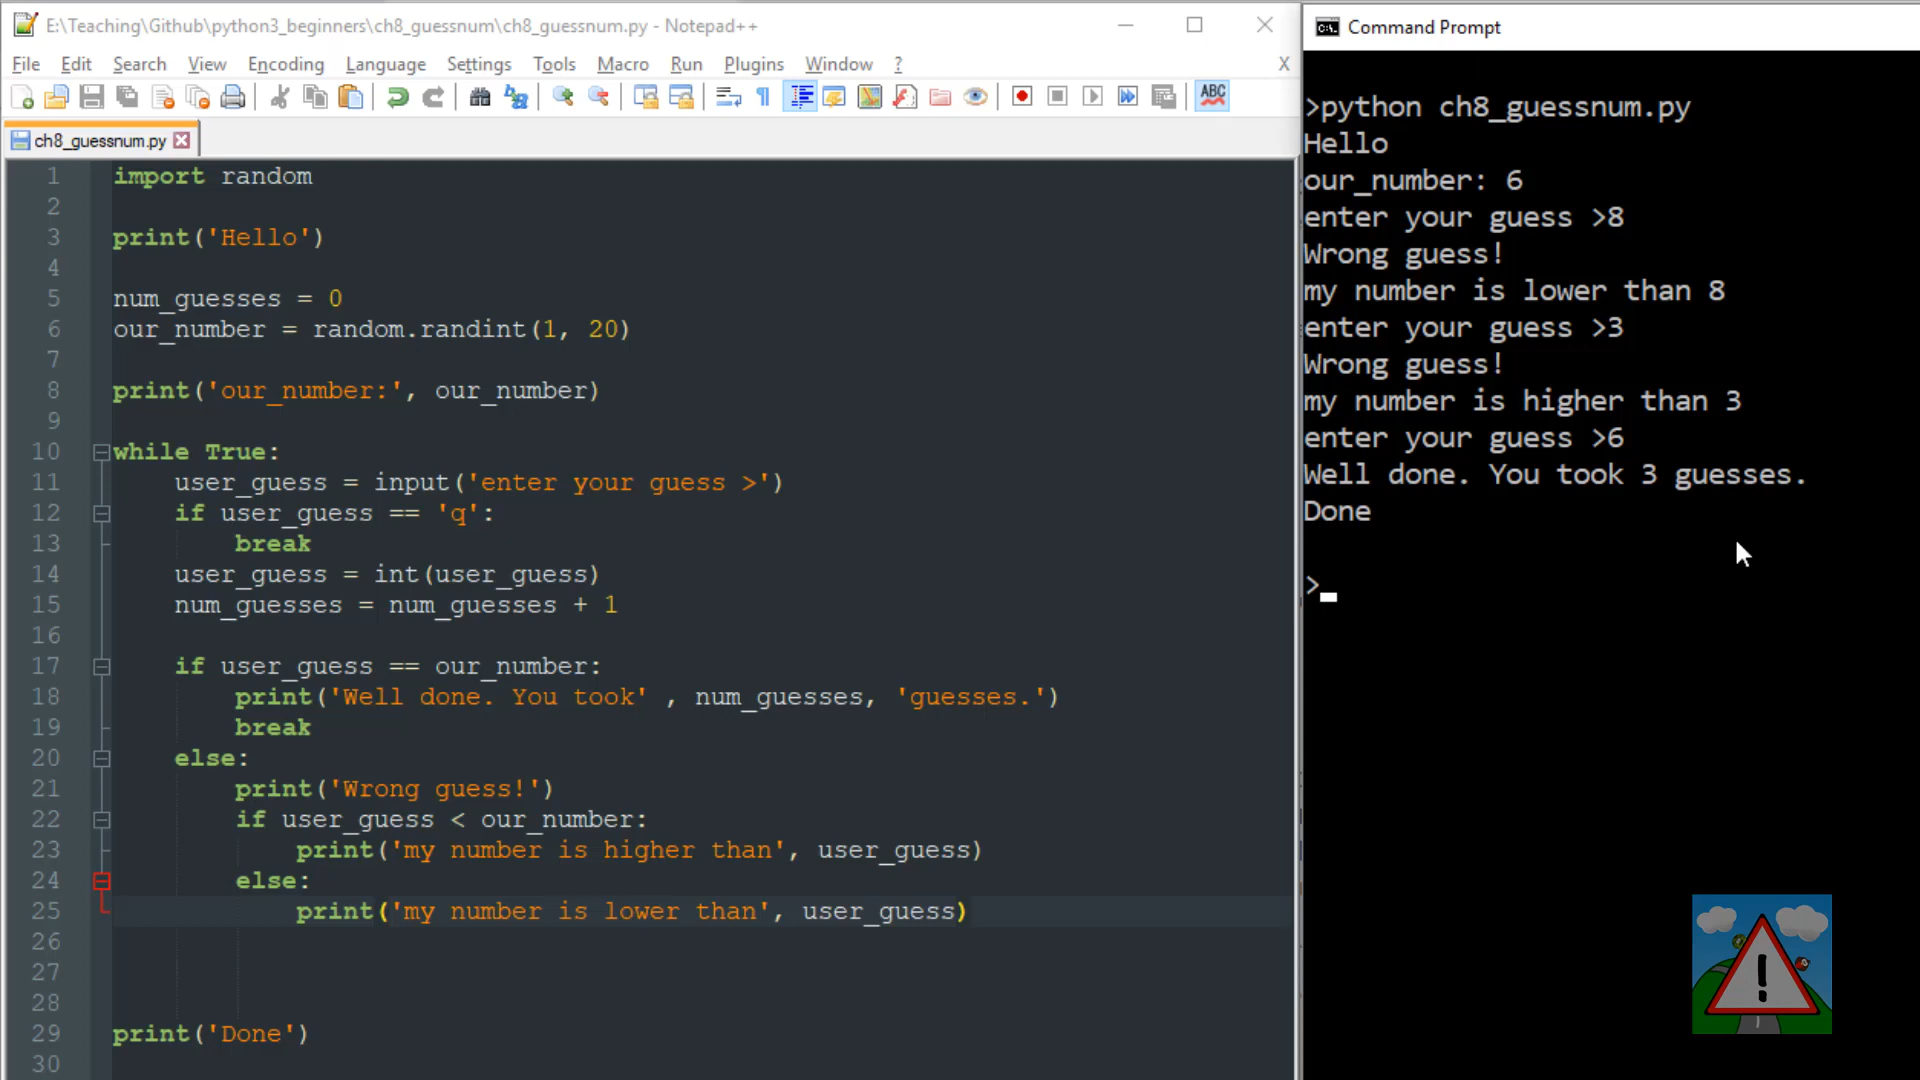 E:\Teaching\Github\python3_beginners\ch8_guessnum\ch8_guessnum.py - Notepad++
File Edit Search View Encoding Language Settings Tools Macro Run Plugins Window ? X
ABC
ch8_guessnum.py
1 import random
2
3 print('Hello')
4
5 num_guesses = 0
6 our_number = random.randint(1, 20)
7
8 print('our_number:', our_number)
9
10 while True:
11     user_guess = input('enter your guess >')
12     if user_guess == 'q':
13         break
14     user_guess = int(user_guess)
15     num_guesses = num_guesses + 1
16
17     if user_guess == our_number:
18         print('Well done. You took' , num_guesses, 'guesses.')
19         break
20     else:
21         print('Wrong guess!')
22         if user_guess < our_number:
23             print('my number is higher than', user_guess)
24         else:
25             print('my number is lower than', user_guess)
26
27
28
29 print('Done')
30
Command Prompt
>python ch8_guessnum.py
Hello
our_number: 6
enter your guess >8
Wrong guess!
my number is lower than 8
enter your guess >3
Wrong guess!
my number is higher than 3
enter your guess >6
Well done. You took 3 guesses.
Done
>
!